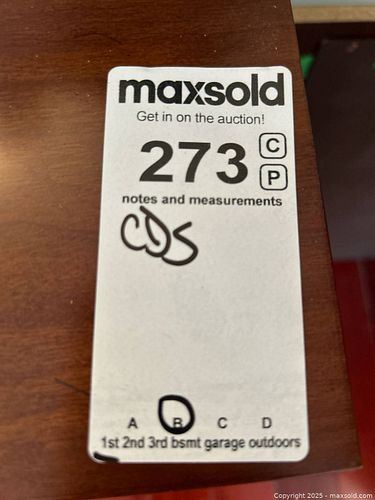 maxsold
Get in on the auction!
273 C
P
notes and measurements
CDS
A B C D
1st 2nd 3rd bsmt garage outdoors
Copyright 2025 - maxsold.com